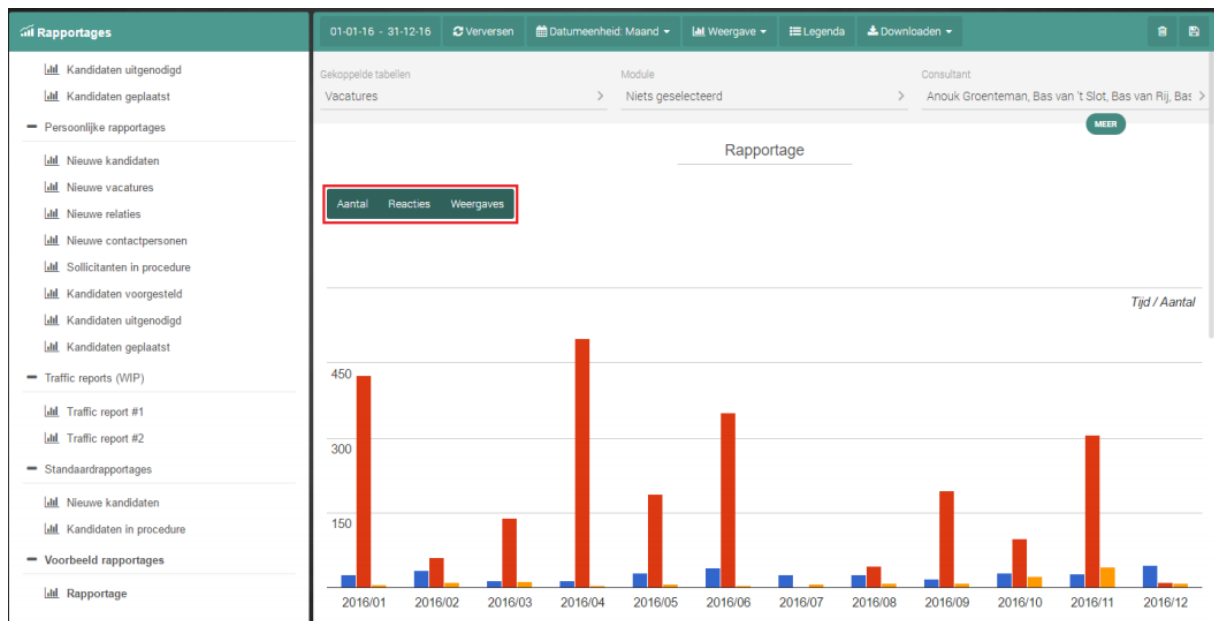 Rapportages
01-01-16 - 31-12-16 Verversen Datumeenheid: Maand Weergave Legenda Downloaden
Kandidaten uitgenodigd
Kandidaten geplaatst
Persoonlijke rapportages
Nieuwe kandidaten
Nieuwe vacatures
Nieuwe relaties
Nieuwe contactpersonen
Sollicitanten in procedure
Kandidaten voorgesteld
Kandidaten uitgenodigd
Kandidaten geplaatst
Traffic reports (WIP)
Traffic report #1
Traffic report #2
Standaardrapportages
Nieuwe kandidaten
Kandidaten in procedure
Voorbeeld rapportages
Rapportage
Gekoppelde tabellen Module Consultant
Vacatures Niets geselecteerd Anouk Groenteman, Bas van 't Slot, Bas van Rij, Bas
MEER
Rapportage
Aantal Reacties Weergaves
Tijd / Aantal
450
300
150
2016/01 2016/02 2016/03 2016/04 2016/05 2016/06 2016/07 2016/08 2016/09 2016/10 2016/11 2016/12